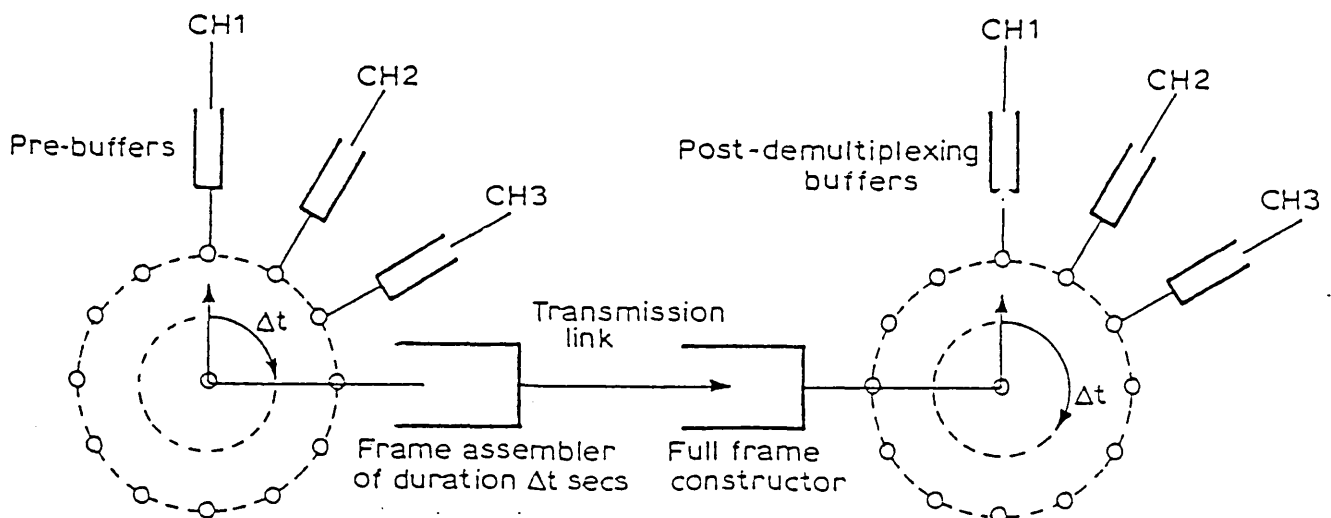 CH1
CH2
CH3
Pre-buffers
Δt
Frame assembler
of duration Δt secs
Transmission
link
Full frame
constructor
CH1
CH2
CH3
Post-demultiplexing
buffers
Δt